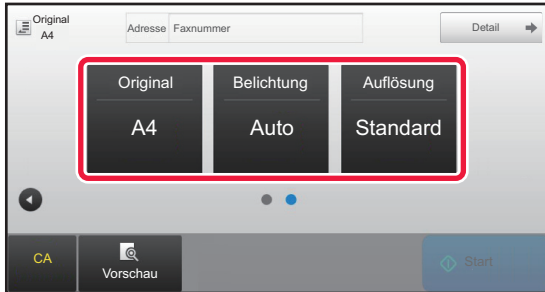 Original
A4
Adresse Faxnummer
Detail
Original Belichtung Auflösung
A4 Auto Standard
CA
Vorschau
Start